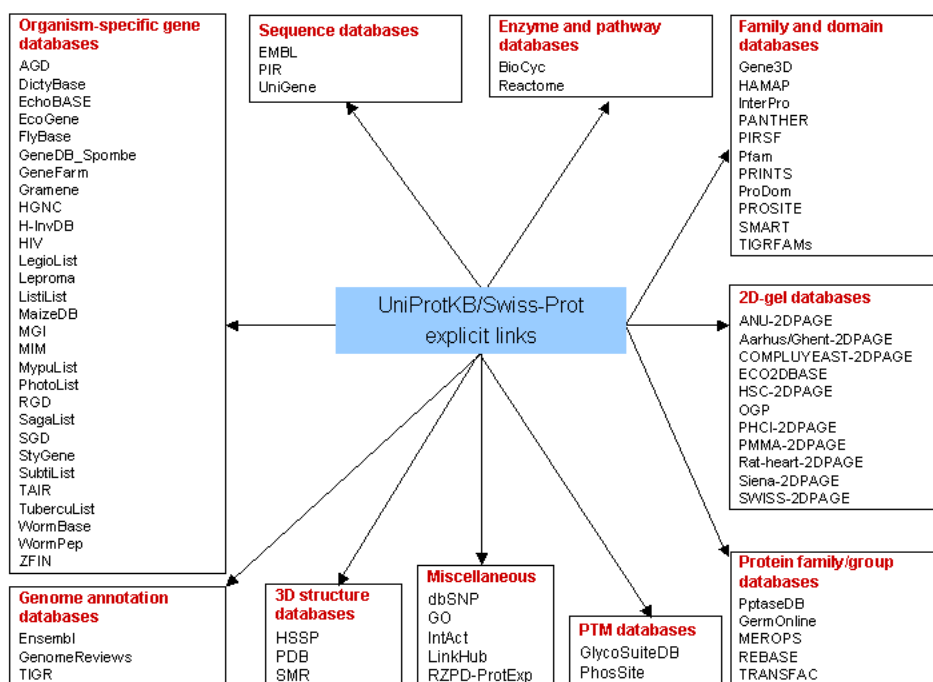 Organism-specific gene
databases
AGD
DictyBase
EchoBASE
EcoGene
FlyBase
GeneDB_Spombe
GeneFarm
Gramene
HGNC
H-InvDB
HIV
LegioList
Leproma
ListiList
MaizeDB
MGI
MIM
MypuList
PhotoList
RGD
SagaList
SGD
StyGene
SubtiList
TAIR
TubercuList
WormBase
WormPep
ZFIN
Sequence databases
EMBL
PIR
UniGene
Enzyme and pathway
databases
BioCyc
Reactome
Family and domain
databases
Gene3D
HAMAP
InterPro
PANTHER
PIRSF
Pfam
PRINTS
ProDom
PROSITE
SMART
TIGRFAMs
UniProtKB/Swiss-Prot
explicit links
2D-gel databases
ANU-2DPAGE
Aarhus/Ghent-2DPAGE
COMPLUYEAST-2DPAGE
ECO2DBASE
HSC-2DPAGE
OGP
PHCI-2DPAGE
PMMA-2DPAGE
Rat-heart-2DPAGE
Siena-2DPAGE
SWISS-2DPAGE
Genome annotation
databases
Ensembl
GenomeReviews
TIGR
3D structure
databases
HSSP
PDB
SMR
Miscellaneous
dbSNP
GO
IntAct
LinkHub
RZPD-ProtExp
PTM databases
GlycoSuiteDB
PhosSite
Protein family/group
databases
PptaseDB
GermOnline
MEROPS
REBASE
TRANSFAC